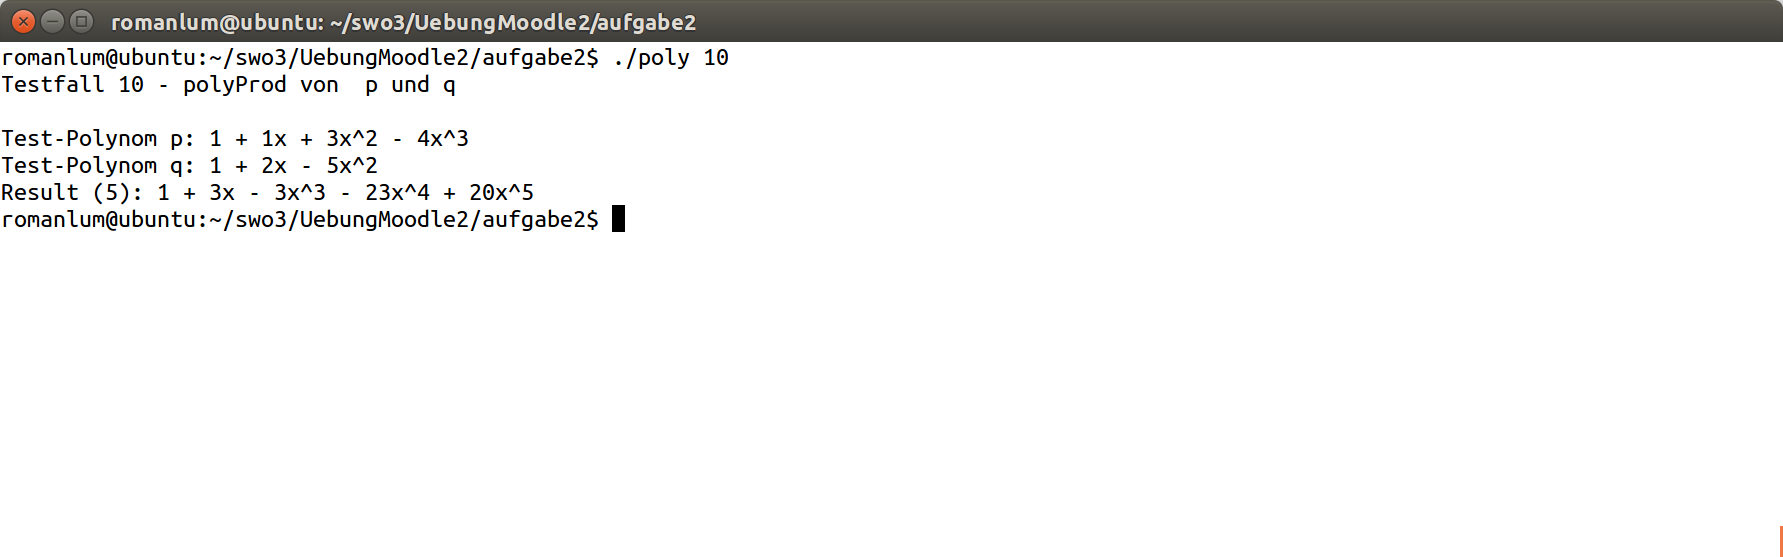 romanlum@ubuntu: ~/swo3/UebungMoodle2/aufgabe2
romanlum@ubuntu:~/swo3/UebungMoodle2/aufgabe2$ ./poly 10
Testfall 10 - polyProd von  p und q
Test-Polynom p: 1 + 1x + 3x^2 - 4x^3
Test-Polynom q: 1 + 2x - 5x^2
Result (5): 1 + 3x - 3x^3 - 23x^4 + 20x^5
romanlum@ubuntu:~/swo3/UebungMoodle2/aufgabe2$